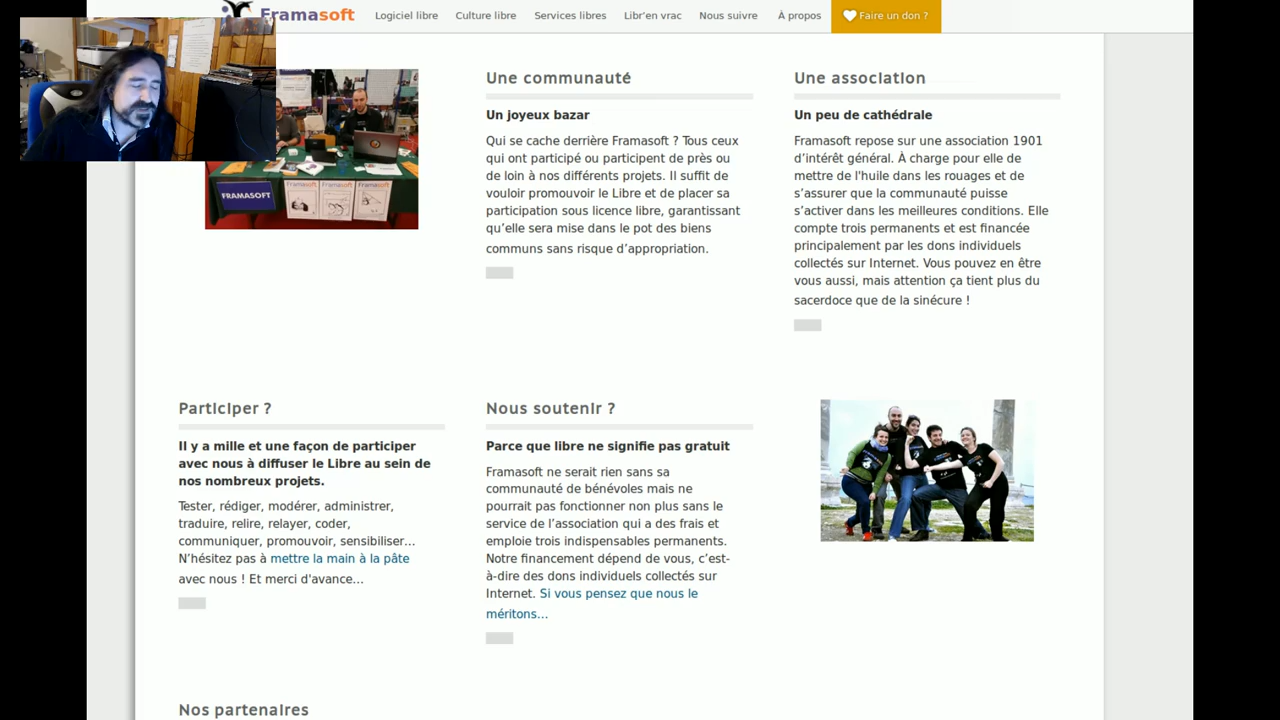 Framasoft
Logiciel libre
Culture libre
Services libres
Libr'en vrac
Nous suivre
À propos
Faire un don ?
FRAMASOFT
Framasoft
Framasoft
Framasoft
Une communauté
Un joyeux bazar
Qui se cache derrière Framasoft ? Tous ceux
qui ont participé ou participent de près ou
de loin à nos différents projets. Il suffit de
vouloir promouvoir le Libre et de placer sa
participation sous licence libre, garantissant
qu’elle sera mise dans le pot des biens
communs sans risque d’appropriation.
Une association
Un peu de cathédrale
Framasoft repose sur une association 1901
d’intérêt général. À charge pour elle de
mettre de l'huile dans les rouages et de
s’assurer que la communauté puisse
s’activer dans les meilleures conditions. Elle
compte trois permanents et est financée
principalement par les dons individuels
collectés sur Internet. Vous pouvez en être
vous aussi, mais attention ça tient plus du
sacerdoce que de la sinécure !
Participer ?
Il y a mille et une façon de participer
avec nous à diffuser le Libre au sein de
nos nombreux projets.
Tester, rédiger, modérer, administrer,
traduire, relire, relayer, coder,
communiquer, promouvoir, sensibiliser…
N’hésitez pas à mettre la main à la pâte
avec nous ! Et merci d'avance…
Nous soutenir ?
Parce que libre ne signifie pas gratuit
Framasoft ne serait rien sans sa
communauté de bénévoles mais ne
pourrait pas fonctionner non plus sans le
service de l’association qui a des frais et
emploie trois indispensables permanents.
Notre financement dépend de vous, c’est-
à-dire des dons individuels collectés sur
Internet. Si vous pensez que nous le
méritons…
Nos partenaires